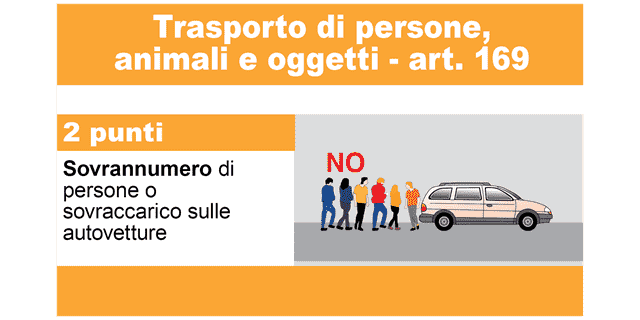 Trasporto di persone,
animali e oggetti - art. 169
2 punti
Sovrannumero di
persone o
sovraccarico sulle
autovetture
NO